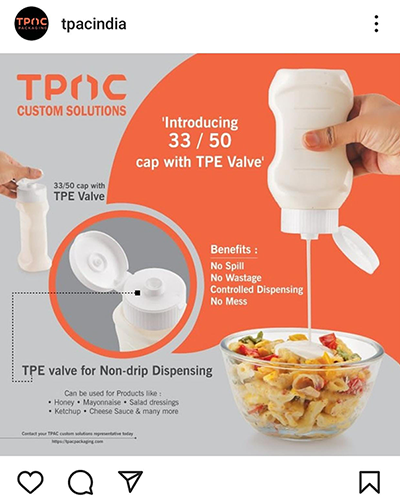 TPAC
PACKAGING
tpacindia
TPAC
CUSTOM SOLUTIONS
'Introducing
33 / 50
cap with TPE Valve'
33/50 cap with
TPE Valve
Benefits :
No Spill
No Wastage
Controlled Dispensing
No Mess
TPE valve for Non-drip Dispensing
Can be used for Products like :
• Honey • Mayonnaise • Salad dressings
• Ketchup • Cheese Sauce & many more
Contact your TPAC custom solutions representative today
https://tpacpackaging.com